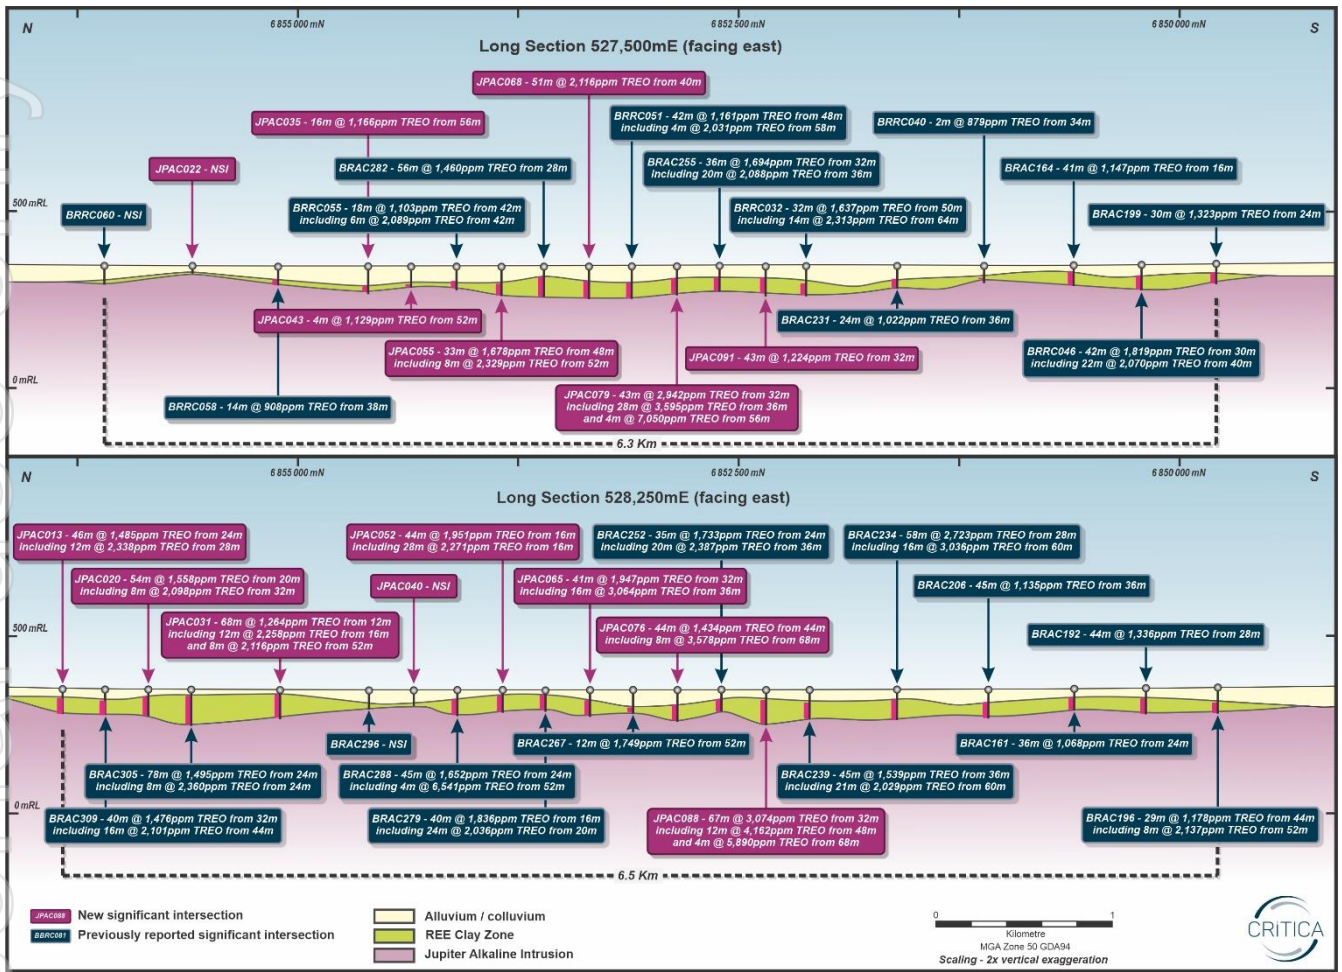 N
6 855 000 mN
6 852 500 mN
6 850 000 mN
S
Long Section 527,500mE (facing east)
JPAC068 - 51m @ 2,116ppm TREO from 40m
JPAC035 - 16m @ 1,166ppm TREO from 56m
BRRC051 - 42m @ 1,161ppm TREO from 48m
including 4m @ 2,031ppm TREO from 58m
BRRC040 - 2m @ 879ppm TREO from 34m
JPAC022 - NSI
BRAC282 - 56m @ 1,460ppm TREO from 28m
BRAC255 - 36m @ 1,694ppm TREO from 32m
including 20m @ 2,088ppm TREO from 36m
BRAC164 - 41m @ 1,147ppm TREO from 16m
500 mRL
BRRC060 - NSI
BRRC055 - 18m @ 1,103ppm TREO from 42m
including 6m @ 2,089ppm TREO from 42m
BRRC032 - 32m @ 1,637ppm TREO from 50m
including 14m @ 2,313ppm TREO from 64m
BRAC199 - 30m @ 1,323ppm TREO from 24m
JPAC043 - 4m @ 1,129ppm TREO from 52m
BRAC231 - 24m @ 1,022ppm TREO from 36m
JPAC055 - 33m @ 1,678ppm TREO from 48m
including 8m @ 2,329ppm TREO from 52m
JPAC091 - 43m @ 1,224ppm TREO from 32m
BRRC046 - 42m @ 1,819ppm TREO from 30m
including 22m @ 2,070ppm TREO from 40m
0 mRL
BRRC058 - 14m @ 908ppm TREO from 38m
JPAC079 - 43m @ 2,942ppm TREO from 32m
including 28m @ 3,595ppm TREO from 36m
and 4m @ 7,050ppm TREO from 56m
6.3 Km
N
6 855 000 mN
6 852 500 mN
6 850 000 mN
S
Long Section 528,250mE (facing east)
JPAC013 - 46m @ 1,485ppm TREO from 24m
including 12m @ 2,338ppm TREO from 28m
JPAC052 - 44m @ 1,951ppm TREO from 16m
including 28m @ 2,271ppm TREO from 16m
BRAC252 - 35m @ 1,733ppm TREO from 24m
including 20m @ 2,387ppm TREO from 36m
BRAC234 - 58m @ 2,723ppm TREO from 28m
including 16m @ 3,036ppm TREO from 60m
JPAC020 - 54m @ 1,558ppm TREO from 20m
including 8m @ 2,098ppm TREO from 32m
JPAC040 - NSI
JPAC065 - 41m @ 1,947ppm TREO from 32m
including 16m @ 3,064ppm TREO from 36m
BRAC206 - 45m @ 1,135ppm TREO from 36m
JPAC031 - 68m @ 1,264ppm TREO from 12m
including 12m @ 2,258ppm TREO from 16m
and 8m @ 2,116ppm TREO from 52m
JPAC076 - 44m @ 1,434ppm TREO from 44m
including 8m @ 3,578ppm TREO from 68m
BRAC192 - 44m @ 1,336ppm TREO from 28m
500 mRL
BRAC296 - NSI
BRAC267 - 12m @ 1,749ppm TREO from 52m
BRAC161 - 36m @ 1,068ppm TREO from 24m
BRAC305 - 78m @ 1,495ppm TREO from 24m
including 8m @ 2,360ppm TREO from 24m
BRAC288 - 45m @ 1,652ppm TREO from 24m
including 4m @ 6,541ppm TREO from 52m
BRAC239 - 45m @ 1,539ppm TREO from 36m
including 21m @ 2,029ppm TREO from 60m
0 mRL
BRAC309 - 40m @ 1,476ppm TREO from 32m
including 16m @ 2,101ppm TREO from 44m
BRAC279 - 40m @ 1,836ppm TREO from 16m
including 24m @ 2,036ppm TREO from 20m
JPAC088 - 67m @ 3,074ppm TREO from 32m
including 12m @ 4,162ppm TREO from 48m
and 4m @ 5,890ppm TREO from 68m
BRAC196 - 29m @ 1,178ppm TREO from 44m
including 8m @ 2,137ppm TREO from 52m
6.5 Km
JPAC088 New significant intersection
BBRC081 Previously reported significant intersection
Alluvium / colluvium
REE Clay Zone
Jupiter Alkaline Intrusion
0 1
Kilometre
MGA Zone 50 GDA94
Scaling - 2x vertical exaggeration
CRITICA